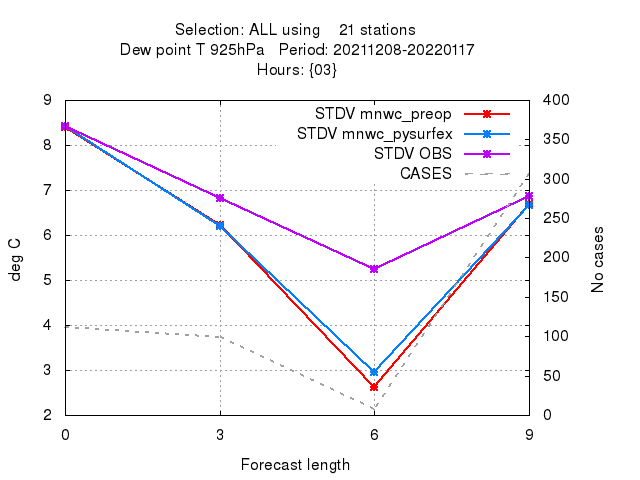 Selection: ALL using    21 stations
Dew point T 925hPa   Period: 20211208-20220117
Hours: {03}
STDV mnwc_preop
STDV mnwc_pysurfex
STDV OBS
CASES
deg C
9
8
7
6
5
4
3
2
400
350
300
250
200
150
100
50
0
No cases
0 3 6 9
Forecast length